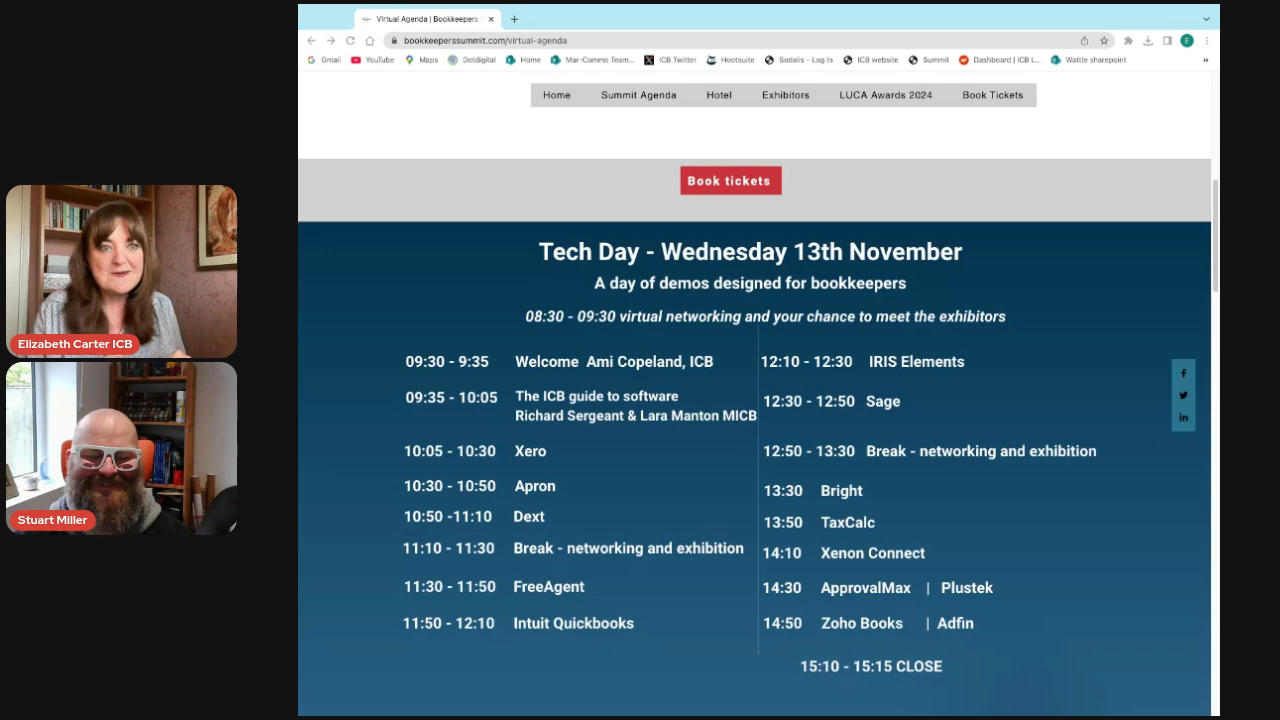 Virtual Agenda | Bookkeepers
bookkeeperssummit.com/virtual-agenda
Gmail YouTube Maps Dotdigital Home Mar-Comms Team... ICB Twitter Hootsuite Sodalis - Log In ICB website Summit Dashboard | ICB L... Wattle sharepoint
E
Home Summit Agenda Hotel Exhibitors LUCA Awards 2024 Book Tickets
Book tickets
Tech Day - Wednesday 13th November
A day of demos designed for bookkeepers
08:30 - 09:30 virtual networking and your chance to meet the exhibitors
09:30 - 9:35 Welcome Ami Copeland, ICB
09:35 - 10:05 The ICB guide to software
Richard Sergeant & Lara Manton MICB
10:05 - 10:30 Xero
10:30 - 10:50 Apron
10:50 -11:10 Dext
11:10 - 11:30 Break - networking and exhibition
11:30 - 11:50 FreeAgent
11:50 - 12:10 Intuit Quickbooks
12:10 - 12:30 IRIS Elements
12:30 - 12:50 Sage
12:50 - 13:30 Break - networking and exhibition
13:30 Bright
13:50 TaxCalc
14:10 Xenon Connect
14:30 ApprovalMax | Plustek
14:50 Zoho Books | Adfin
15:10 - 15:15 CLOSE
Elizabeth Carter ICB
Stuart Miller